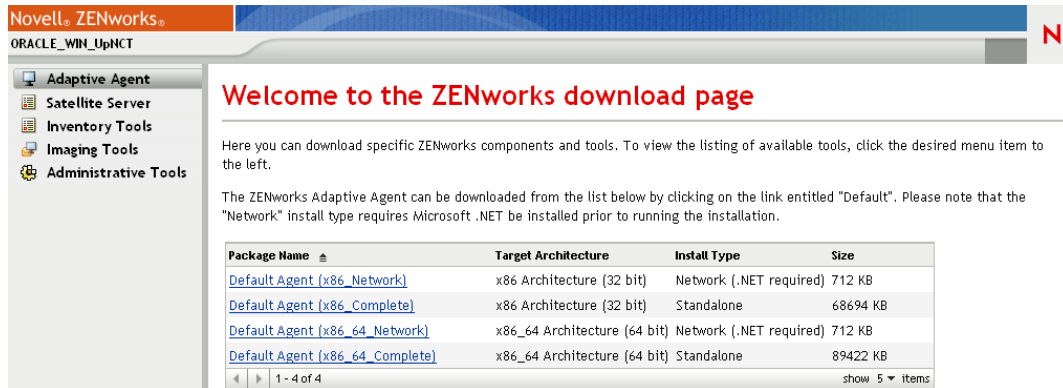 Novell® ZENworks®
ORACLE_WIN_UpNCT
N
Adaptive Agent
Satellite Server
Inventory Tools
Imaging Tools
Administrative Tools
Welcome to the ZENworks download page
Here you can download specific ZENworks components and tools. To view the listing of available tools, click the desired menu item to
the left.
The ZENworks Adaptive Agent can be downloaded from the list below by clicking on the link entitled "Default". Please note that the
"Network" install type requires Microsoft .NET be installed prior to running the installation.
Package Name Target Architecture Install Type Size
Default Agent (x86_Network) x86 Architecture (32 bit) Network (.NET required) 712 KB
Default Agent (x86_Complete) x86 Architecture (32 bit) Standalone 68694 KB
Default Agent (x86_64_Network) x86_64 Architecture (64 bit) Network (.NET required) 712 KB
Default Agent (x86_64_Complete) x86_64 Architecture (64 bit) Standalone 89422 KB
1 - 4 of 4 show 5 items